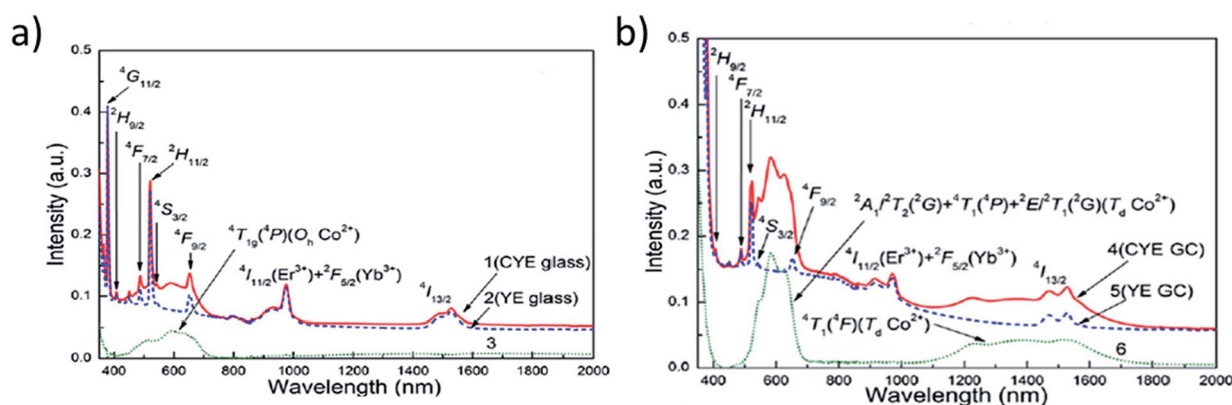 a)
0.5
0.4
0.3
0.2
0.1
0.0
Intensity (a.u.)
⁴G₁₁/₂
²H₉/₂
⁴F₇/₂
²H₁₁/₂
⁴S₃/₂
⁴F₉/₂
⁴T₁g(⁴P)(Oₕ Co²⁺)
⁴I₁₁/₂(Er³⁺)+²F₅/₂(Yb³⁺)
⁴I₁₃/₂
1(CYE glass)
2(YE glass)
3
400 600 800 1000 1200 1400 1600 1800 2000
Wavelength (nm)
b)
0.5
0.4
0.3
0.2
0.1
0.0
Intensity (a.u.)
²H₉/₂
⁴F₇/₂
²H₁₁/₂
⁴F₉/₂
²A₁/²T₂(²G)+⁴T₁(⁴P)+²E/²T₁(²G)(T_d Co²⁺)
⁴S₃/₂
⁴I₁₁/₂(Er³⁺)+²F₅/₂(Yb³⁺)
⁴I₁₃/₂
4(CYE GC)
5(YE GC)
⁴T₁(⁴F)(T_d Co²⁺)
6
400 600 800 1000 1200 1400 1600 1800 2000
Wavelength (nm)